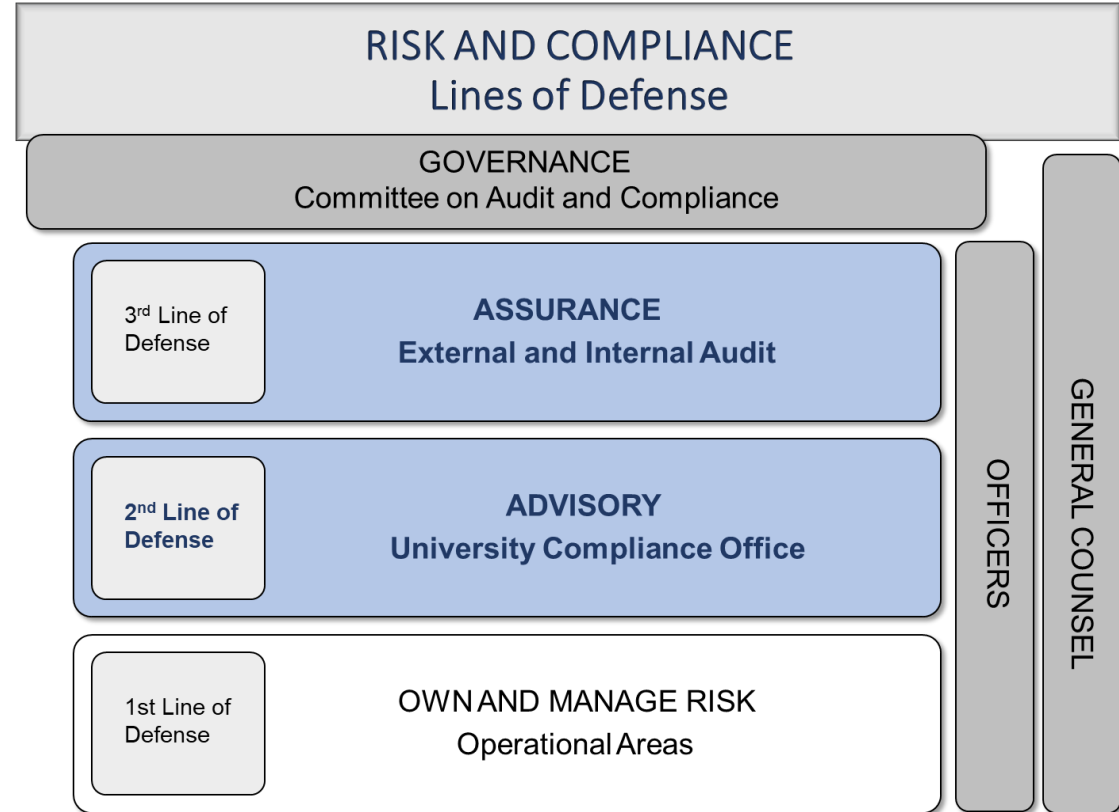 RISK AND COMPLIANCE
Lines of Defense
GOVERNANCE
Committee on Audit and Compliance
3rd Line of
Defense
ASSURANCE
External and Internal Audit
2nd Line of
Defense
ADVISORY
University Compliance Office
1st Line of
Defense
OWN AND MANAGE RISK
Operational Areas
OFFICERS
GENERAL COUNSEL